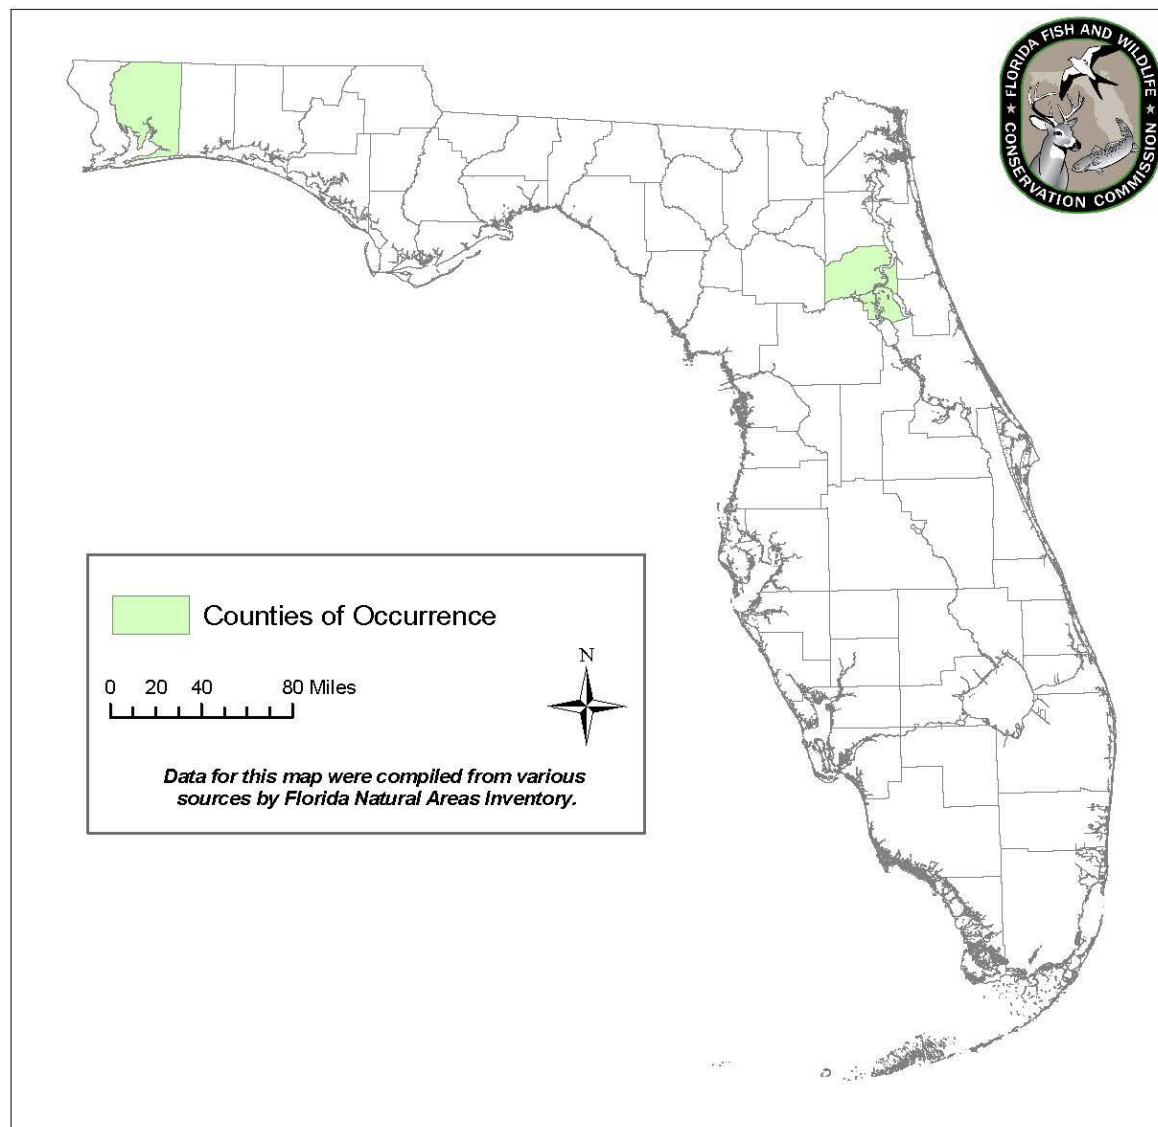 FLORIDA FISH AND WILDLIFE
CONSERVATION COMMISSION
Counties of Occurrence
N
0 20 40 80 Miles
Data for this map were compiled from various
sources by Florida Natural Areas Inventory.